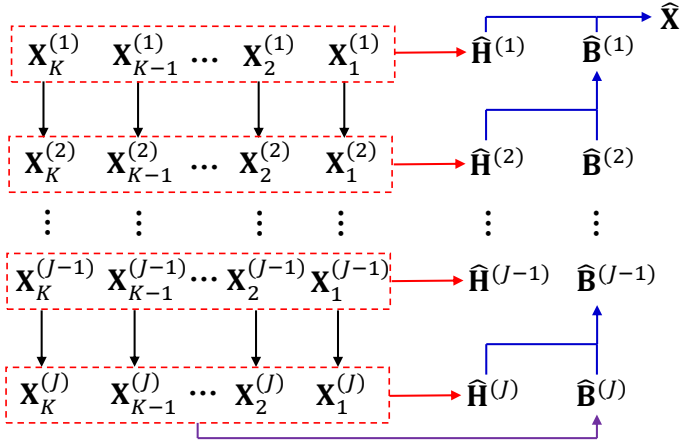 𝐗_K^(1) 𝐗_{K−1}^(1) ⋯ 𝐗_2^(1) 𝐗_1^(1) 𝐇̂^(1) 𝐁̂^(1) 𝐗̂
𝐗_K^(2) 𝐗_{K−1}^(2) ⋯ 𝐗_2^(2) 𝐗_1^(2) 𝐇̂^(2) 𝐁̂^(2)
⋮ ⋮ ⋮ ⋮ ⋮ ⋮
𝐗_K^(J−1) 𝐗_{K−1}^(J−1) ⋯ 𝐗_2^(J−1) 𝐗_1^(J−1) 𝐇̂^(J−1) 𝐁̂^(J−1)
𝐗_K^(J) 𝐗_{K−1}^(J) ⋯ 𝐗_2^(J) 𝐗_1^(J) 𝐇̂^(J) 𝐁̂^(J)